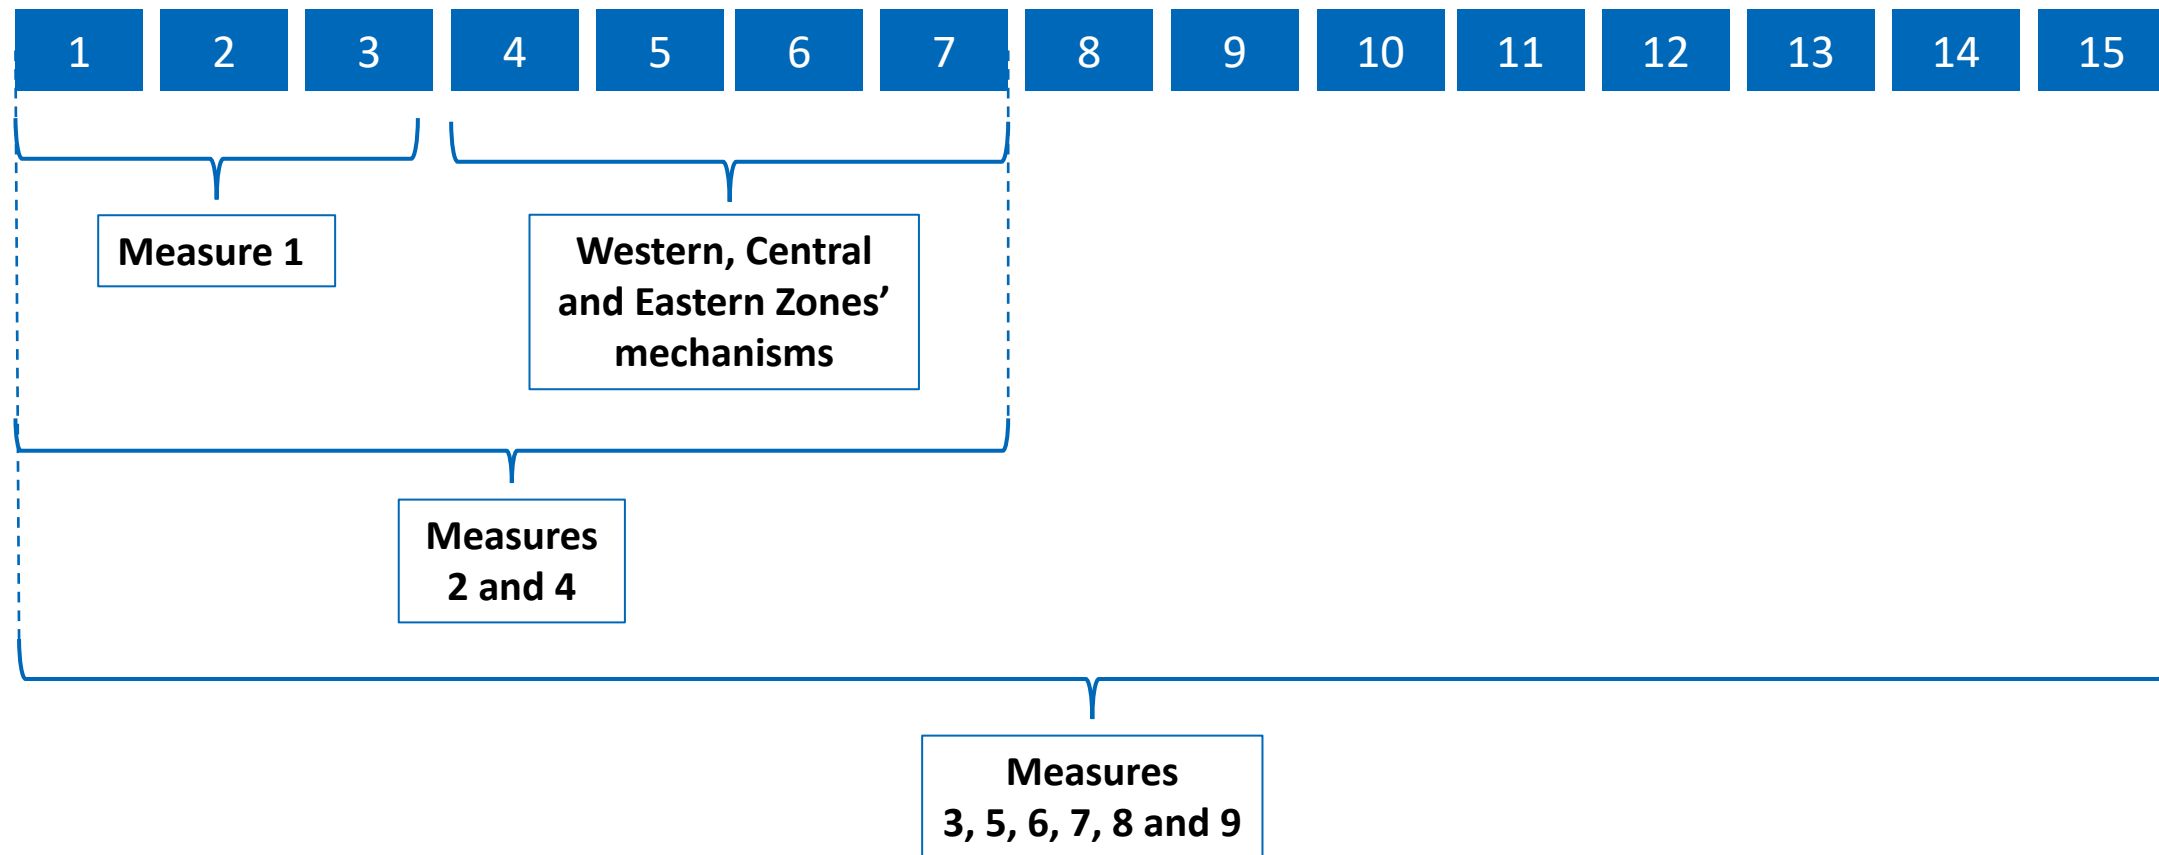 1 2 3 4 5 6 7 8 9 10 11 12 13 14 15
Measure 1
Western, Central
and Eastern Zones’
mechanisms
Measures
2 and 4
Measures
3, 5, 6, 7, 8 and 9